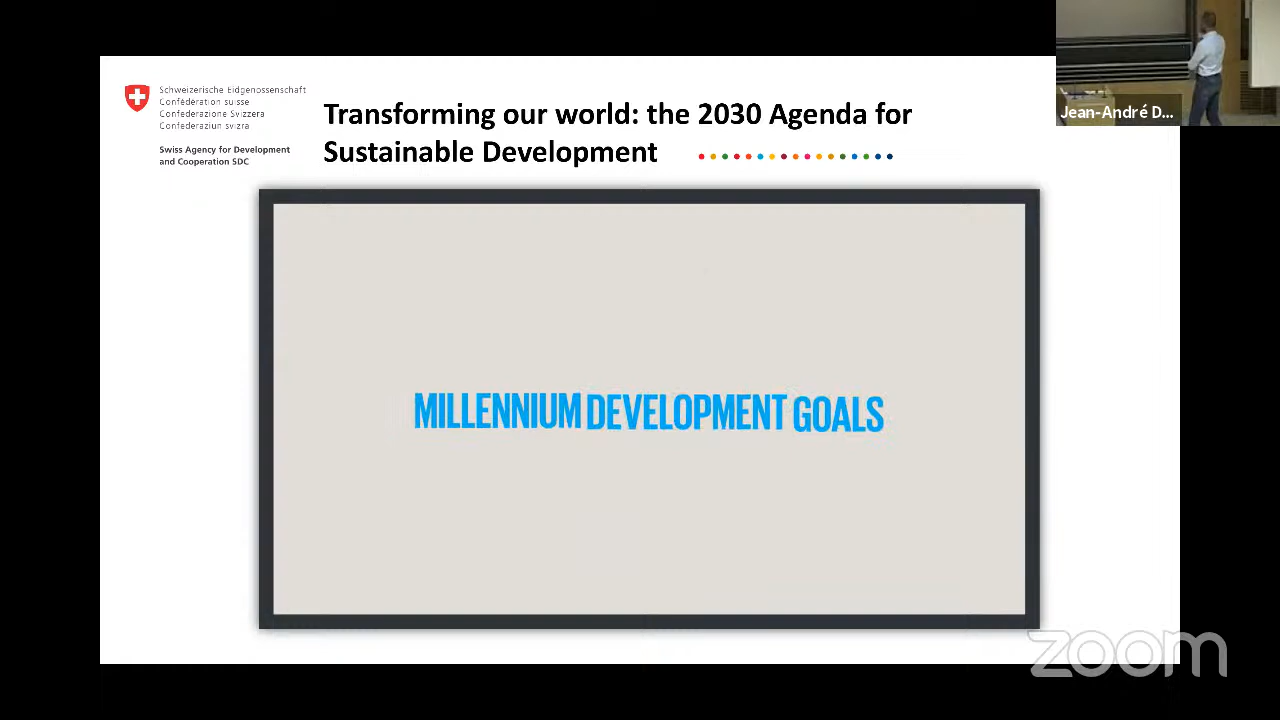 Schweizerische Eidgenossenschaft
Confédération suisse
Confederazione Svizzera
Confederaziun svizra
Swiss Agency for Development
and Cooperation SDC
Transforming our world: the 2030 Agenda for
Sustainable Development
MILLENNIUM DEVELOPMENT GOALS
Jean-André D...
zoom